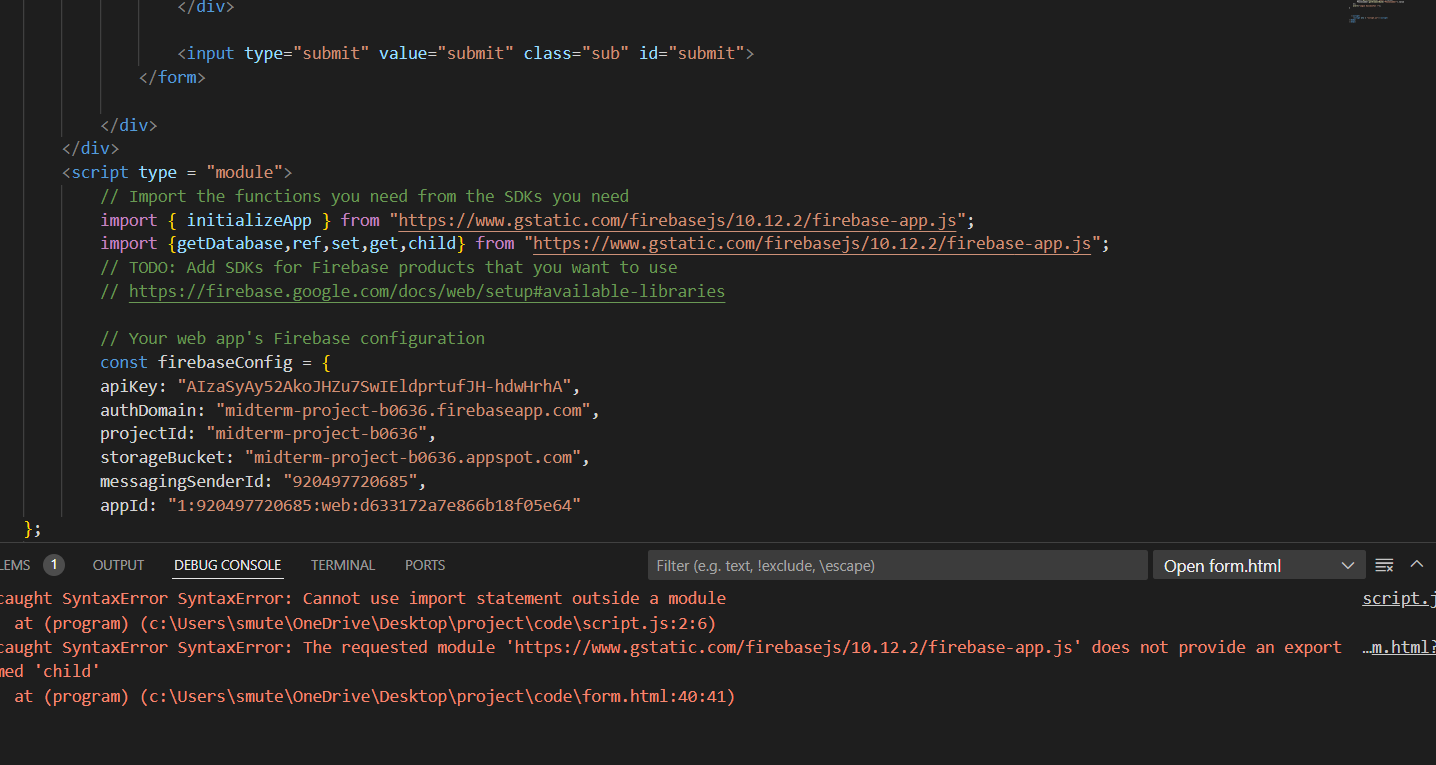 </div>
<input type="submit" value="submit" class="sub" id="submit">
</form>
</div>
</div>
<script type = "module">
// Import the functions you need from the SDKs you need
import { initializeApp } from "https://www.gstatic.com/firebasejs/10.12.2/firebase-app.js";
import {getDatabase,ref,set,get,child} from "https://www.gstatic.com/firebasejs/10.12.2/firebase-app.js";
// TODO: Add SDKs for Firebase products that you want to use
// https://firebase.google.com/docs/web/setup#available-libraries
// Your web app's Firebase configuration
const firebaseConfig = {
apiKey: "AIzaSyAy52AkoJHZu7SwIEldprtufJH-hdwHrhA",
authDomain: "midterm-project-b0636.firebaseapp.com",
projectId: "midterm-project-b0636",
storageBucket: "midterm-project-b0636.appspot.com",
messagingSenderId: "920497720685",
appId: "1:920497720685:web:d633172a7e866b18f05e64"
};
LEMS 1 OUTPUT DEBUG CONSOLE TERMINAL PORTS Filter (e.g. text, !exclude, \escape) Open form.html
caught SyntaxError SyntaxError: Cannot use import statement outside a module script.j
at (program) (c:\Users\smute\OneDrive\Desktop\project\code\script.js:2:6)
caught SyntaxError SyntaxError: The requested module 'https://www.gstatic.com/firebasejs/10.12.2/firebase-app.js' does not provide an export …m.html?
med 'child'
at (program) (c:\Users\smute\OneDrive\Desktop\project\code\form.html:40:41)